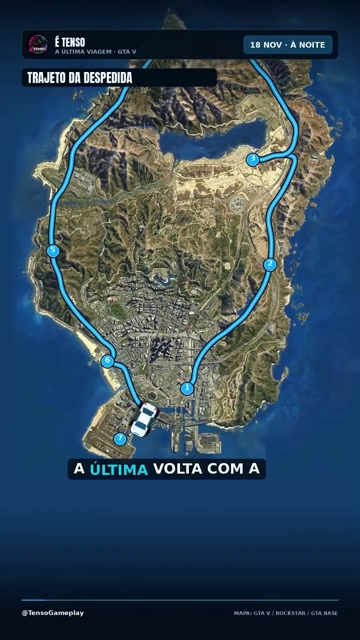 É TENSO
A ÚLTIMA VIAGEM · GTA V
18 NOV · À NOITE
TRAJETO DA DESPEDIDA
3
5
2
6
1
7
A ÚLTIMA VOLTA COM A
@TensoGameplay
MAPA: GTA V / ROCKSTAR / GTA BASE